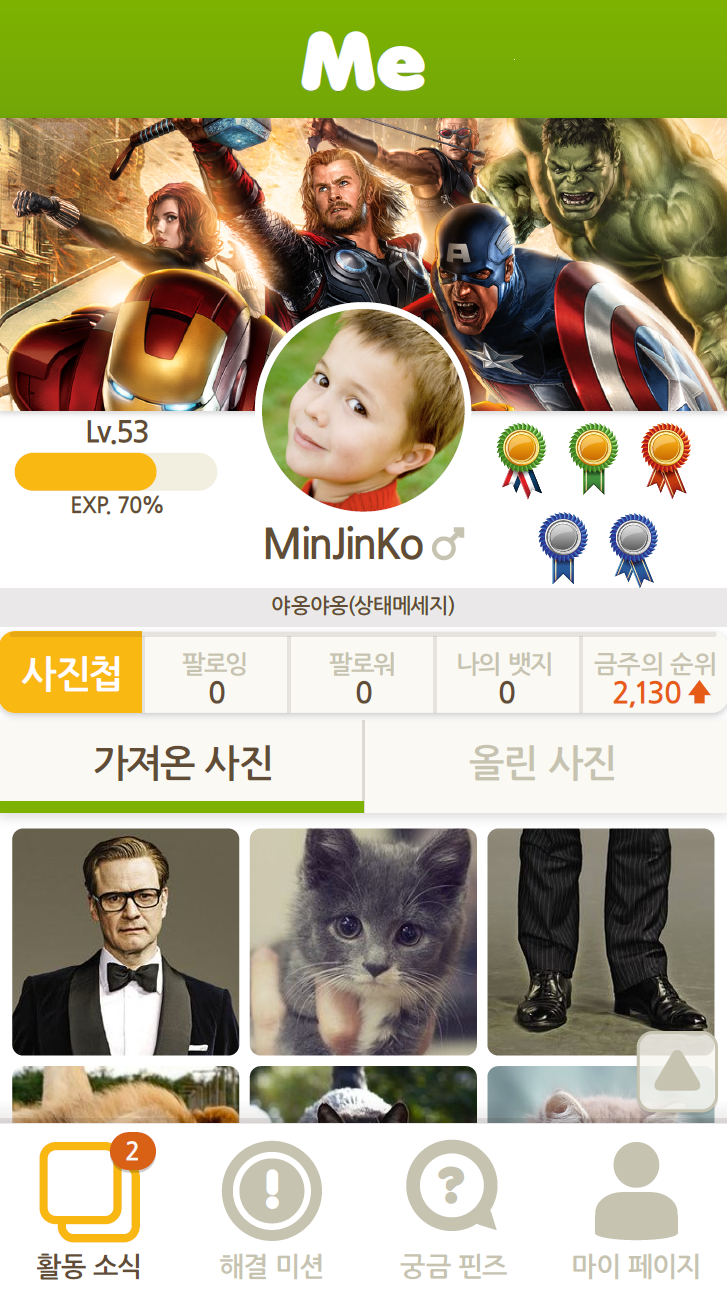 Me
A
Lv.53
EXP. 70%
MinJinKo
야옹야옹(상태메세지)
사진첩
팔로잉
0
팔로워
0
나의 뱃지
0
금주의 순위
2,130
가져온 사진
올린 사진
2
활동 소식
해결 미션
궁금 핀즈
마이 페이지